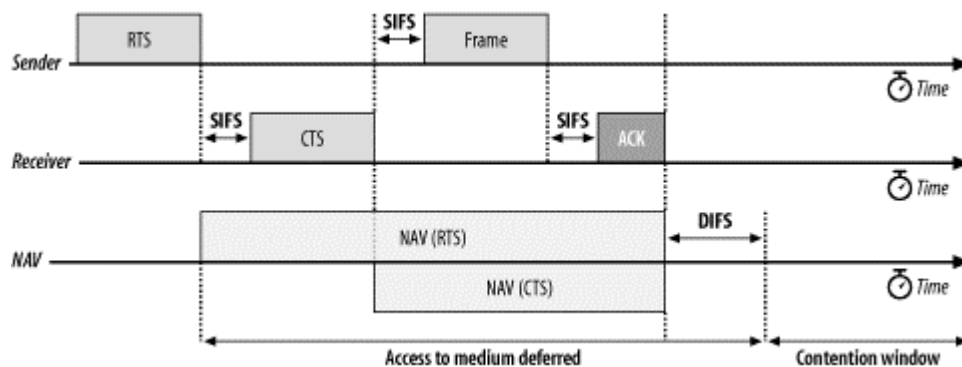 SIFS
RTS
Frame
Sender
Time
SIFS
SIFS
CTS
ACK
Receiver
Time
DIFS
NAV (RTS)
NAV
NAV (CTS)
Time
Access to medium deferred
Contention window